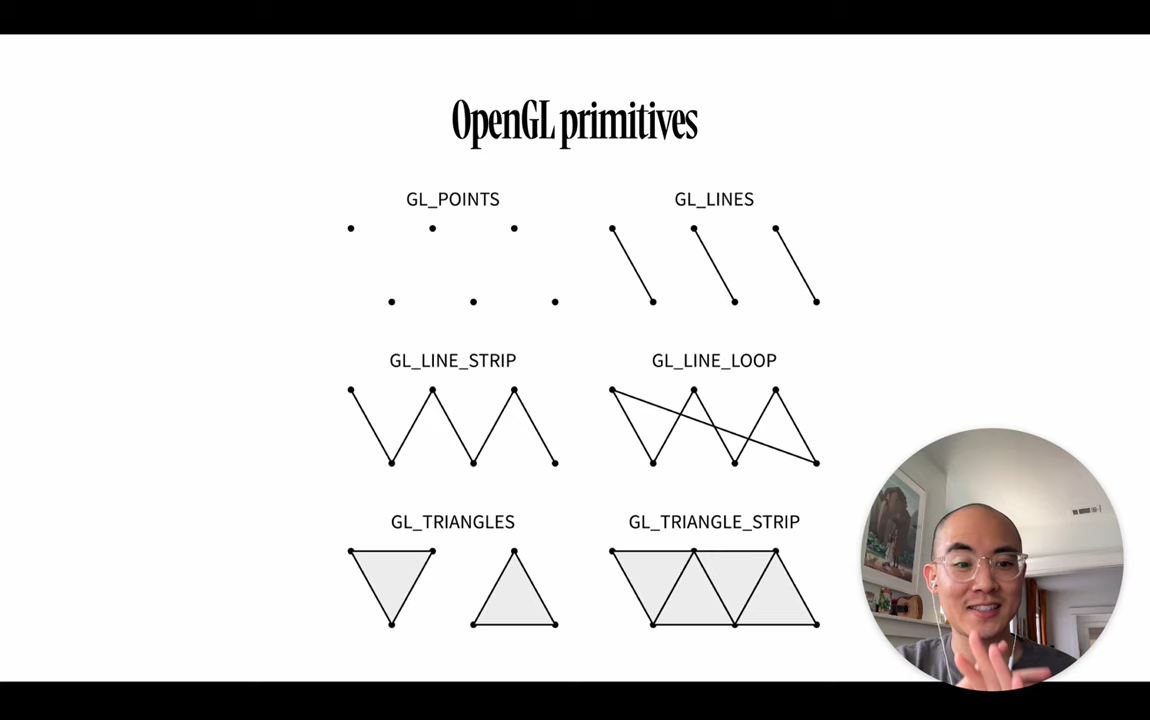 OpenGL primitives
GL_POINTS
GL_LINES
GL_LINE_STRIP
GL_LINE_LOOP
GL_TRIANGLES
GL_TRIANGLE_STRIP